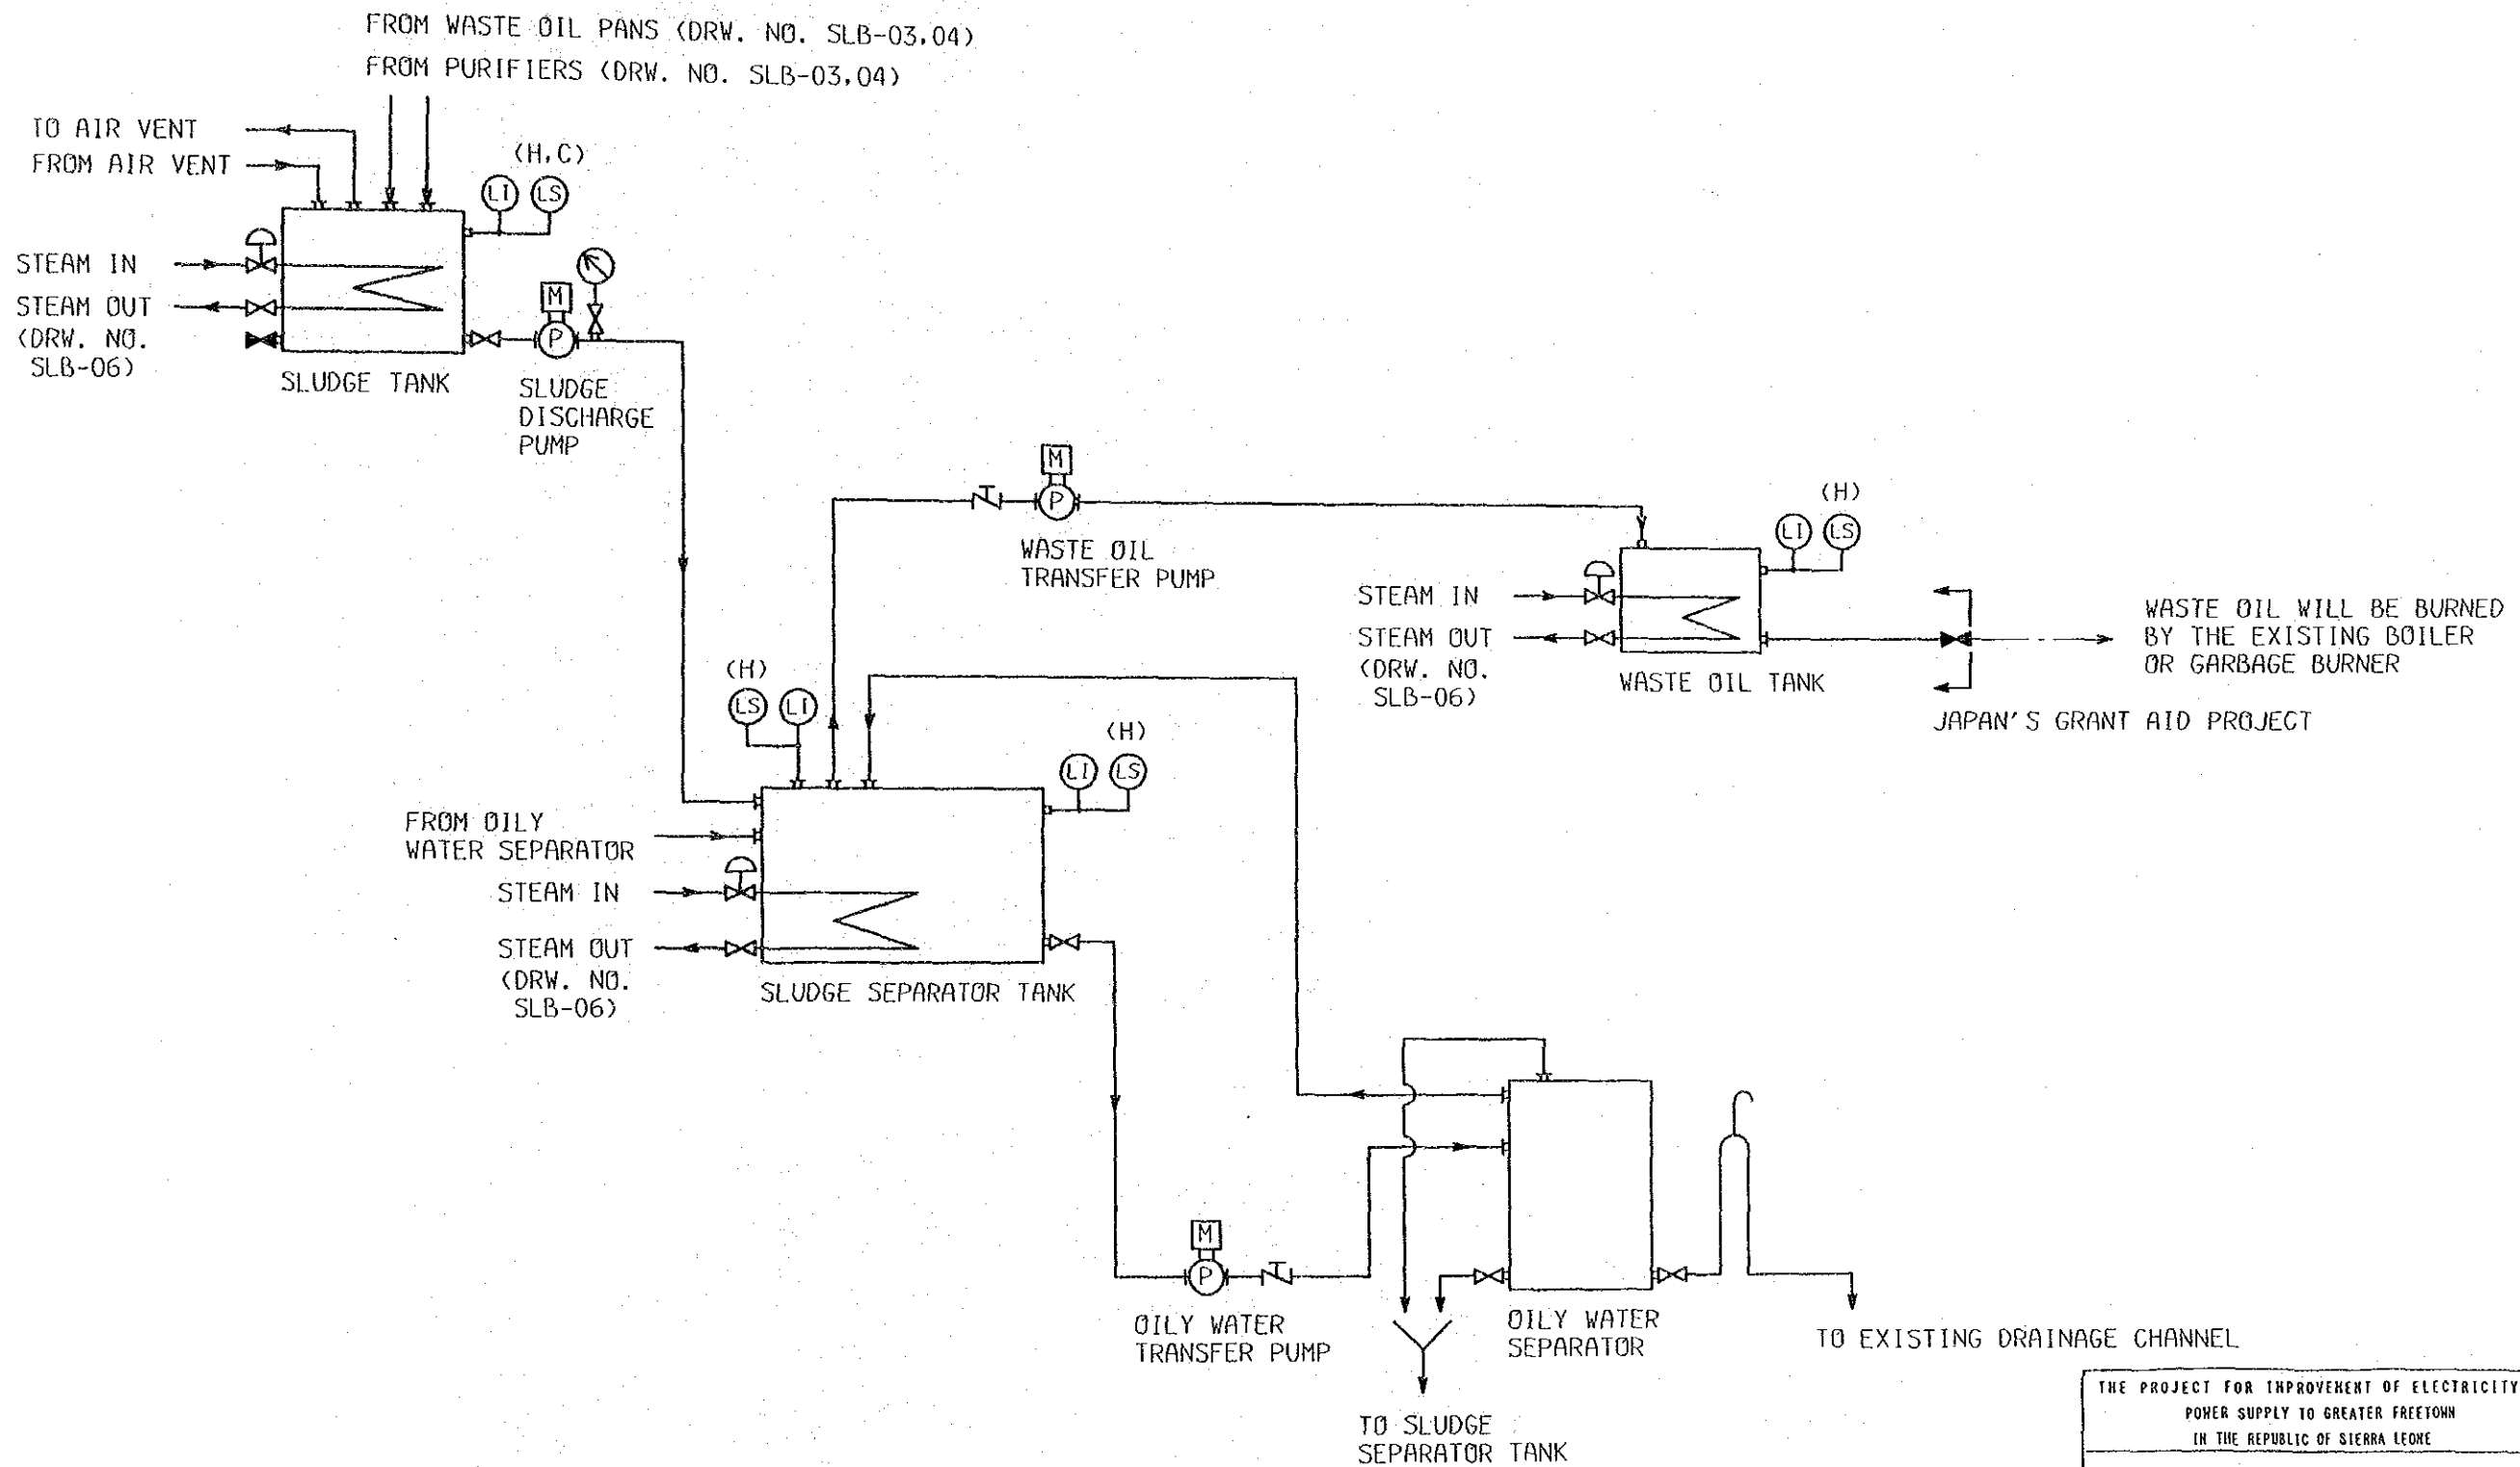 FROM WASTE OIL PANS (DRW. NO. SLB-03,04)
FROM PURIFIERS (DRW. NO. SLB-03,04)
TO AIR VENT
FROM AIR VENT
(H,C)
LI
LS
STEAM IN
STEAM OUT
(DRW. NO.
SLB-06)
M
P
SLUDGE TANK
SLUDGE
DISCHARGE
PUMP
M
P
WASTE OIL
TRANSFER PUMP
(H)
LI
LS
STEAM IN
STEAM OUT
(DRW. NO.
SLB-06)
WASTE OIL TANK
WASTE OIL WILL BE BURNED
BY THE EXISTING BOILER
OR GARBAGE BURNER
JAPAN'S GRANT AID PROJECT
(H)
LS
LI
(H)
LI
LS
FROM OILY
WATER SEPARATOR
STEAM IN
STEAM OUT
(DRW. NO.
SLB-06)
SLUDGE SEPARATOR TANK
M
P
OILY WATER
TRANSFER PUMP
OILY WATER
SEPARATOR
TO EXISTING DRAINAGE CHANNEL
TO SLUDGE
SEPARATOR TANK
THE PROJECT FOR IMPROVEMENT OF ELECTRICITY
POWER SUPPLY TO GREATER FREETOWN
IN THE REPUBLIC OF SIERRA LEONE